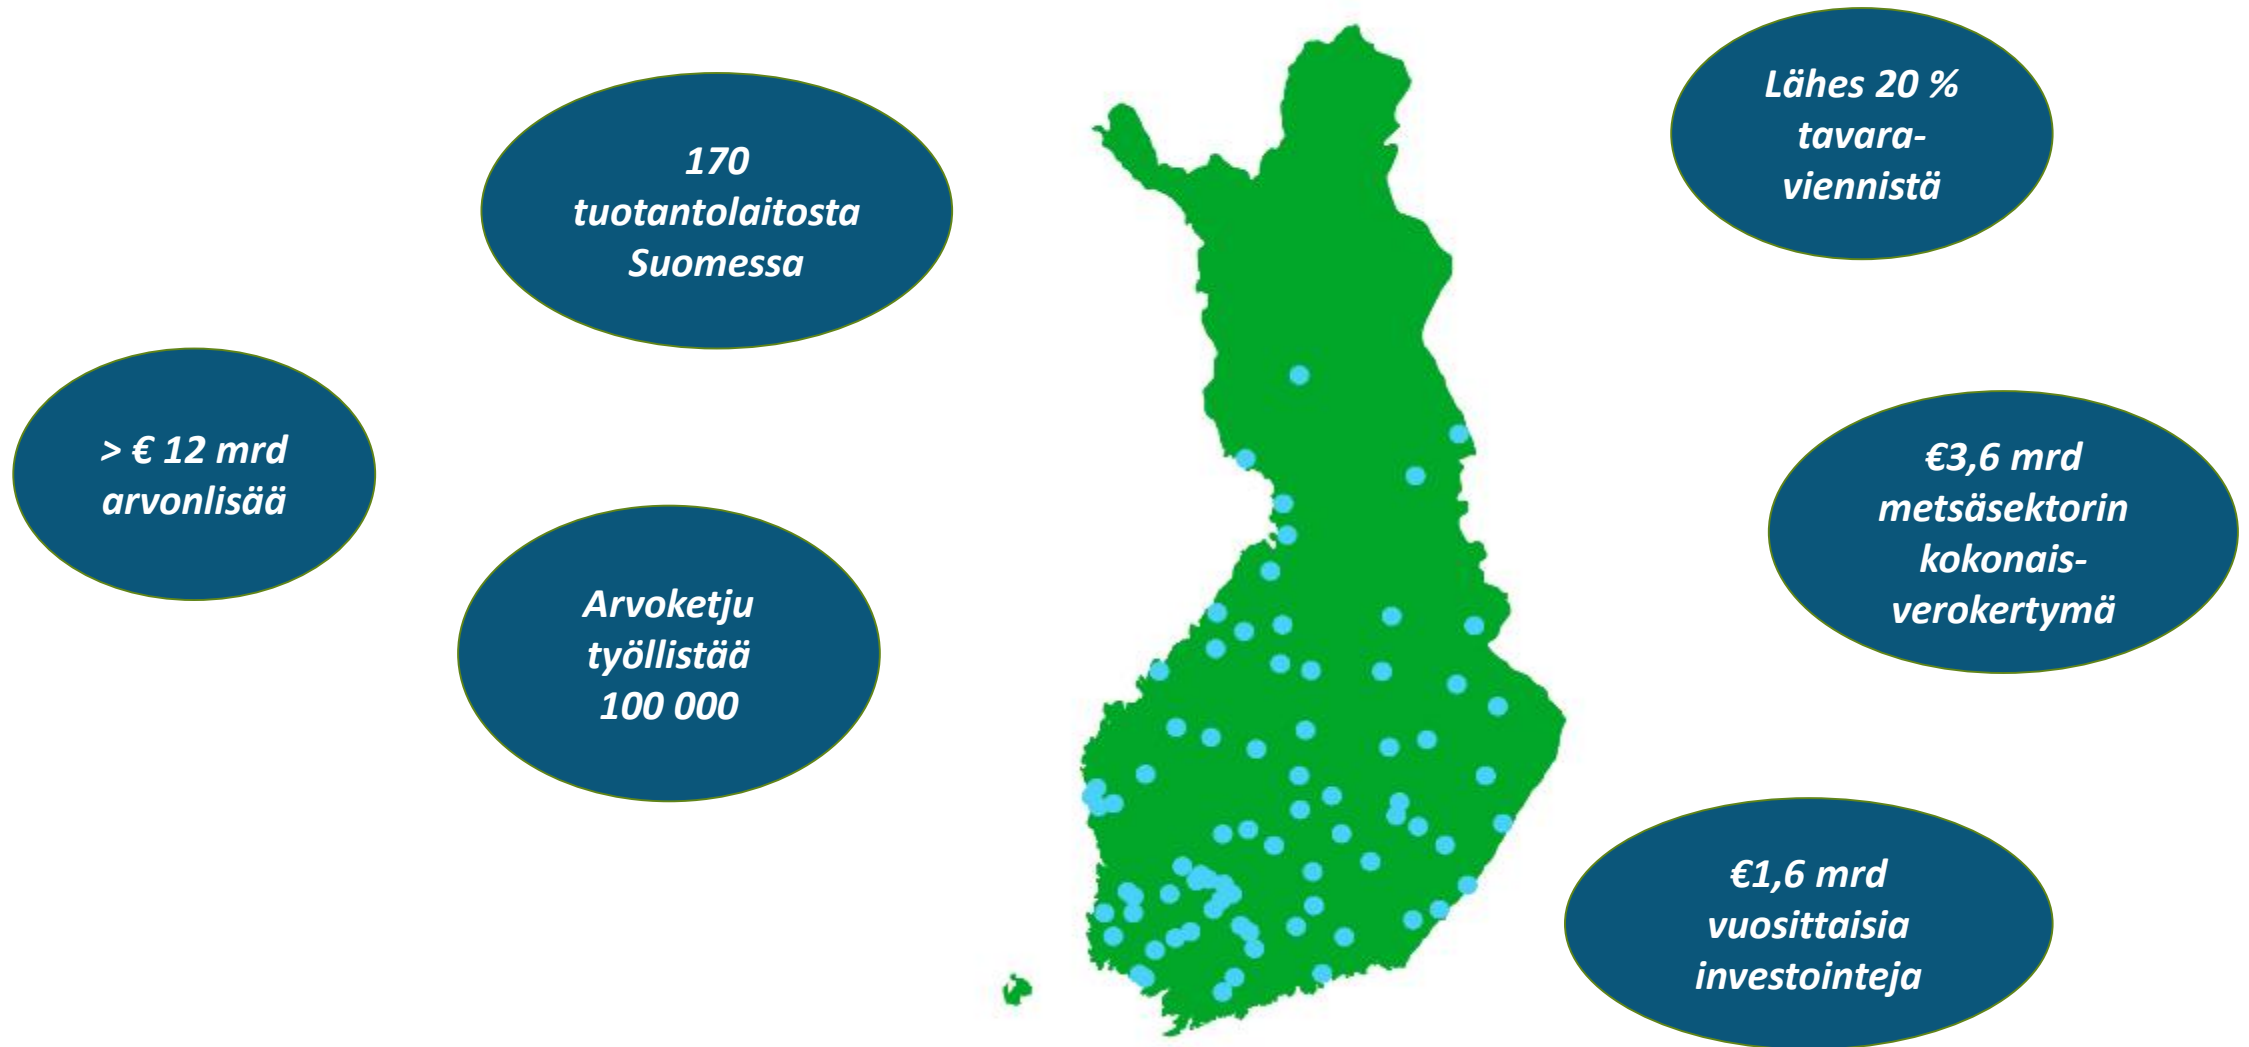 170
tuotantolaitosta
Suomessa
> € 12 mrd
arvonlisää
Arvoketju
työllistää
100 000
Lähes 20 %
tavara-
viennistä
€3,6 mrd
metsäsektorin
kokonais-
verokertymä
€1,6 mrd
vuosittaisia
investointeja